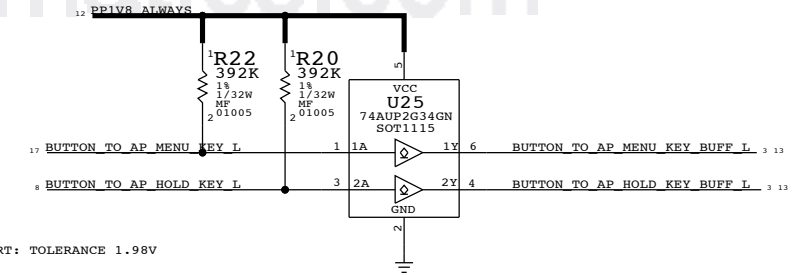 12 PP1V8_ALWAYS
1 R22
392K
1%
1/32W
MF
2 01005
1 R20
392K
1%
1/32W
MF
2 01005
5
VCC
U25
74AUP2G34GN
SOT1115
17 BUTTON_TO_AP_MENU_KEY_L 1 1A 1Y 6 BUTTON_TO_AP_MENU_KEY_BUFF_L 3 13
8 BUTTON_TO_AP_HOLD_KEY_L 3 2A 2Y 4 BUTTON_TO_AP_HOLD_KEY_BUFF_L 3 13
GND
2
RT: TOLERANCE 1.98V